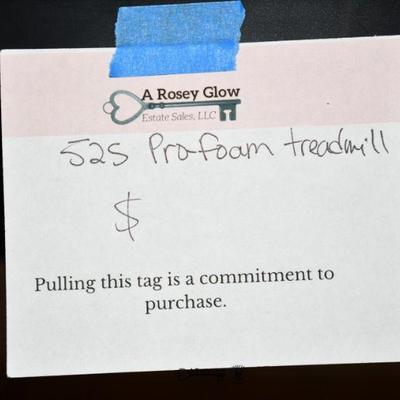 A Rosey Glow
Estate Sales, LLC
525 Pro-foam treadmill
$
Pulling this tag is a commitment to
purchase.